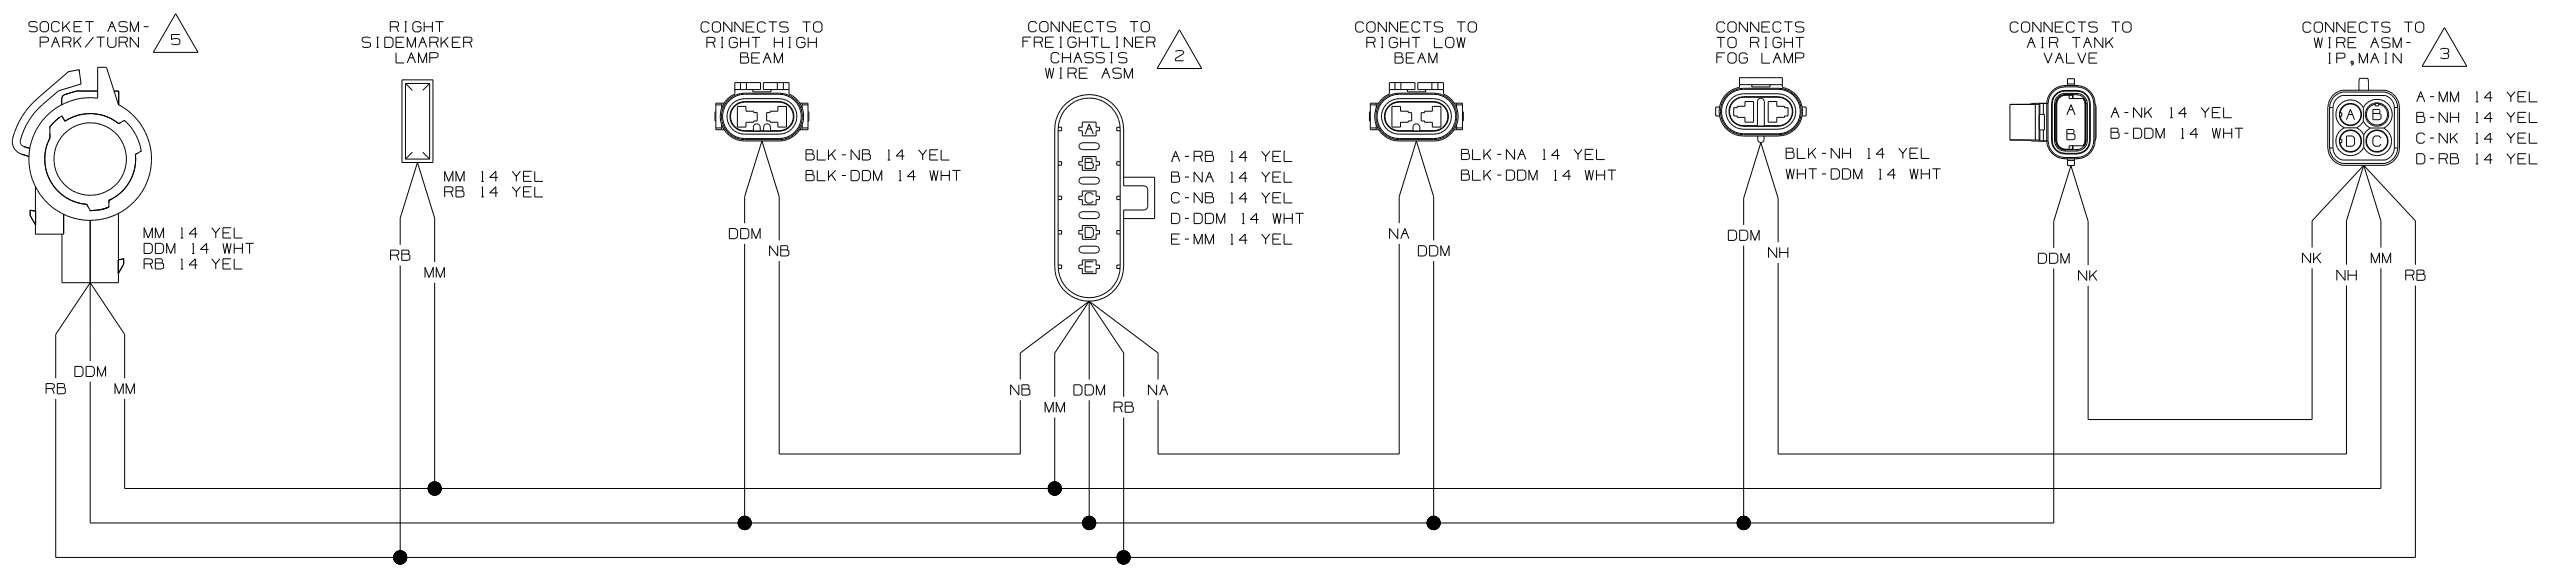 SOCKET ASM-
PARK/TURN
5
MM 14 YEL
DDM 14 WHT
RB 14 YEL
RB
DDM
MM
RIGHT
SIDEMARKER
LAMP
MM 14 YEL
RB 14 YEL
RB
MM
CONNECTS TO
RIGHT HIGH
BEAM
BLK-NB 14 YEL
BLK-DDM 14 WHT
DDM
NB
CONNECTS TO
FREIGHTLINER
CHASSIS
WIRE ASM
2
A
B
C
D
E
A-RB 14 YEL
B-NA 14 YEL
C-NB 14 YEL
D-DDM 14 WHT
E-MM 14 YEL
NB
MM
DDM
RB
NA
CONNECTS TO
RIGHT LOW
BEAM
BLK-NA 14 YEL
BLK-DDM 14 WHT
NA
DDM
CONNECTS
TO RIGHT
FOG LAMP
BLK-NH 14 YEL
WHT-DDM 14 WHT
DDM
NH
CONNECTS TO
AIR TANK
VALVE
A
B
A-NK 14 YEL
B-DDM 14 WHT
DDM
NK
CONNECTS TO
WIRE ASM-
IP,MAIN
3
A B
D C
A-MM 14 YEL
B-NH 14 YEL
C-NK 14 YEL
D-RB 14 YEL
NK
NH
MM
RB